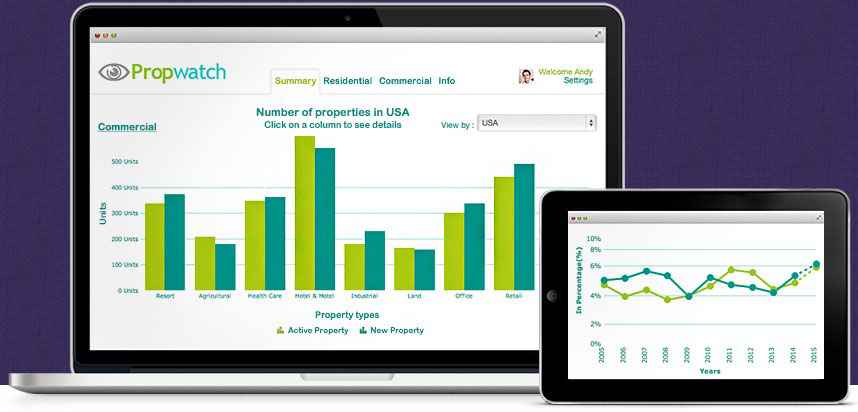 Propwatch
Summary Residential Commercial Info
Welcome Andy
Settings
Number of properties in USA
Click on a column to see details
Commercial
View by : USA
Units
500 Units
400 Units
300 Units
200 Units
100 Units
0 Units
Resort Agricultural Health Care Hotel & Motel Industrial Land Office Retail
Property types
Active Property New Property
In Percentage(%)
10%
8%
6%
4%
2%
0%
2005 2006 2007 2008 2009 2010 2011 2012 2013 2014 2015
Years